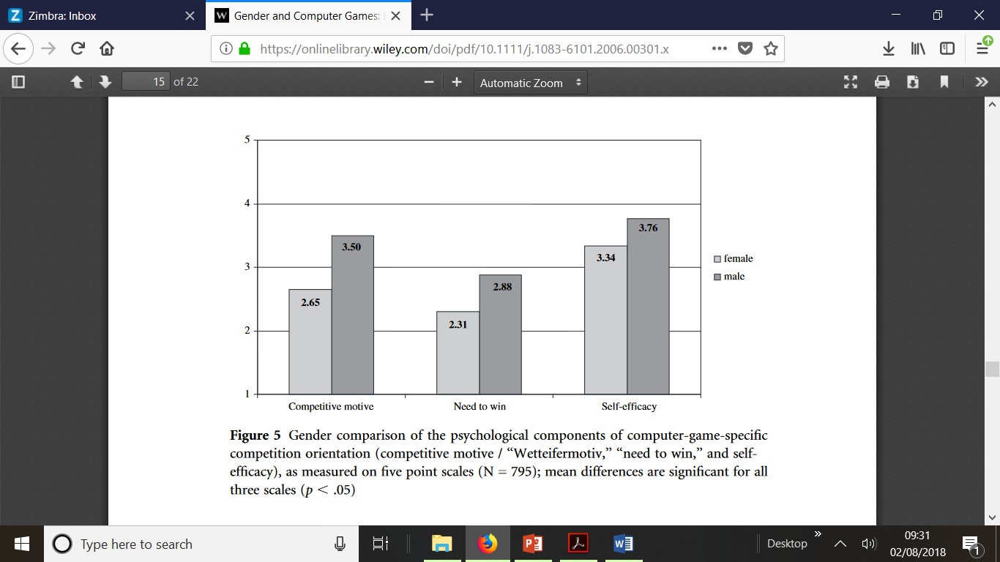 Zimbra: Inbox
W Gender and Computer Games:
https://onlinelibrary.wiley.com/doi/pdf/10.1111/j.1083-6101.2006.00301.x
15 of 22
Automatic Zoom
5
4
3
2
1
3.50
2.65
2.88
2.31
3.76
3.34
female
male
Competitive motive Need to win Self-efficacy
Figure 5 Gender comparison of the psychological components of computer-game-specific
competition orientation (competitive motive / “Wetteifermotiv,” “need to win,” and self-
efficacy), as measured on five point scales (N = 795); mean differences are significant for all
three scales (p < .05)
Type here to search
Desktop
09:31
02/08/2018
1